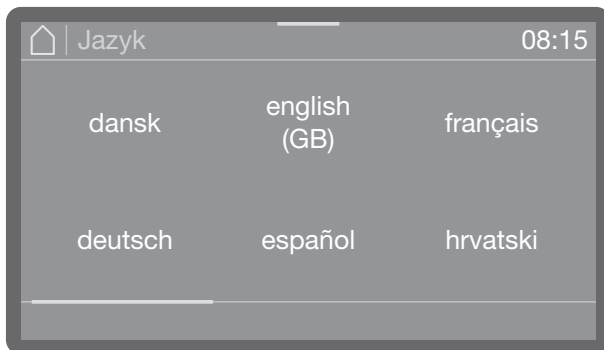 Jazyk 08:15
dansk
english
(GB)
français
deutsch
español
hrvatski